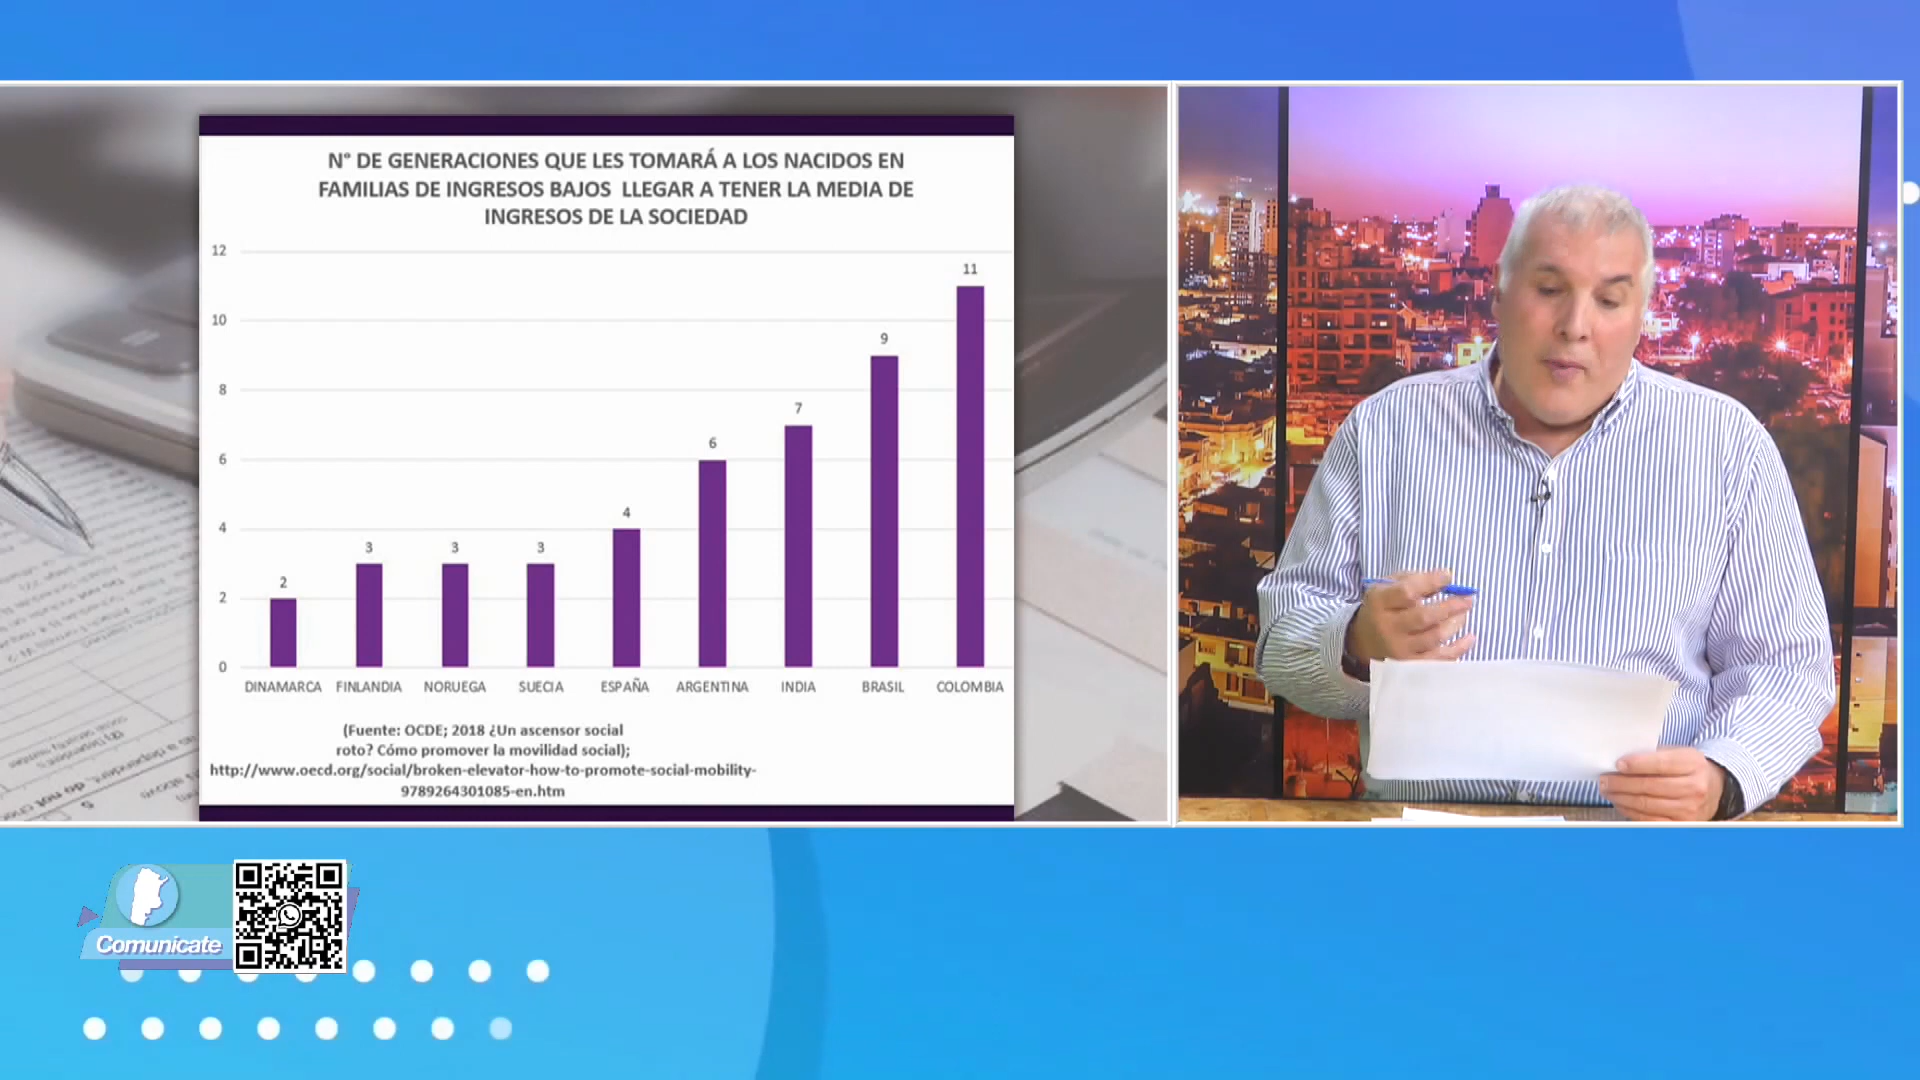 N° DE GENERACIONES QUE LES TOMARÁ A LOS NACIDOS EN
FAMILIAS DE INGRESOS BAJOS LLEGAR A TENER LA MEDIA DE
INGRESOS DE LA SOCIEDAD
12
10
8
6
4
2
0
2
3
3
3
4
6
7
9
11
DINAMARCA FINLANDIA NORUEGA SUECIA ESPAÑA ARGENTINA INDIA BRASIL COLOMBIA
(Fuente: OCDE; 2018 ¿Un ascensor social
roto? Cómo promover la movilidad social);
http://www.oecd.org/social/broken-elevator-how-to-promote-social-mobility-
9789264301085-en.htm
Comunicate